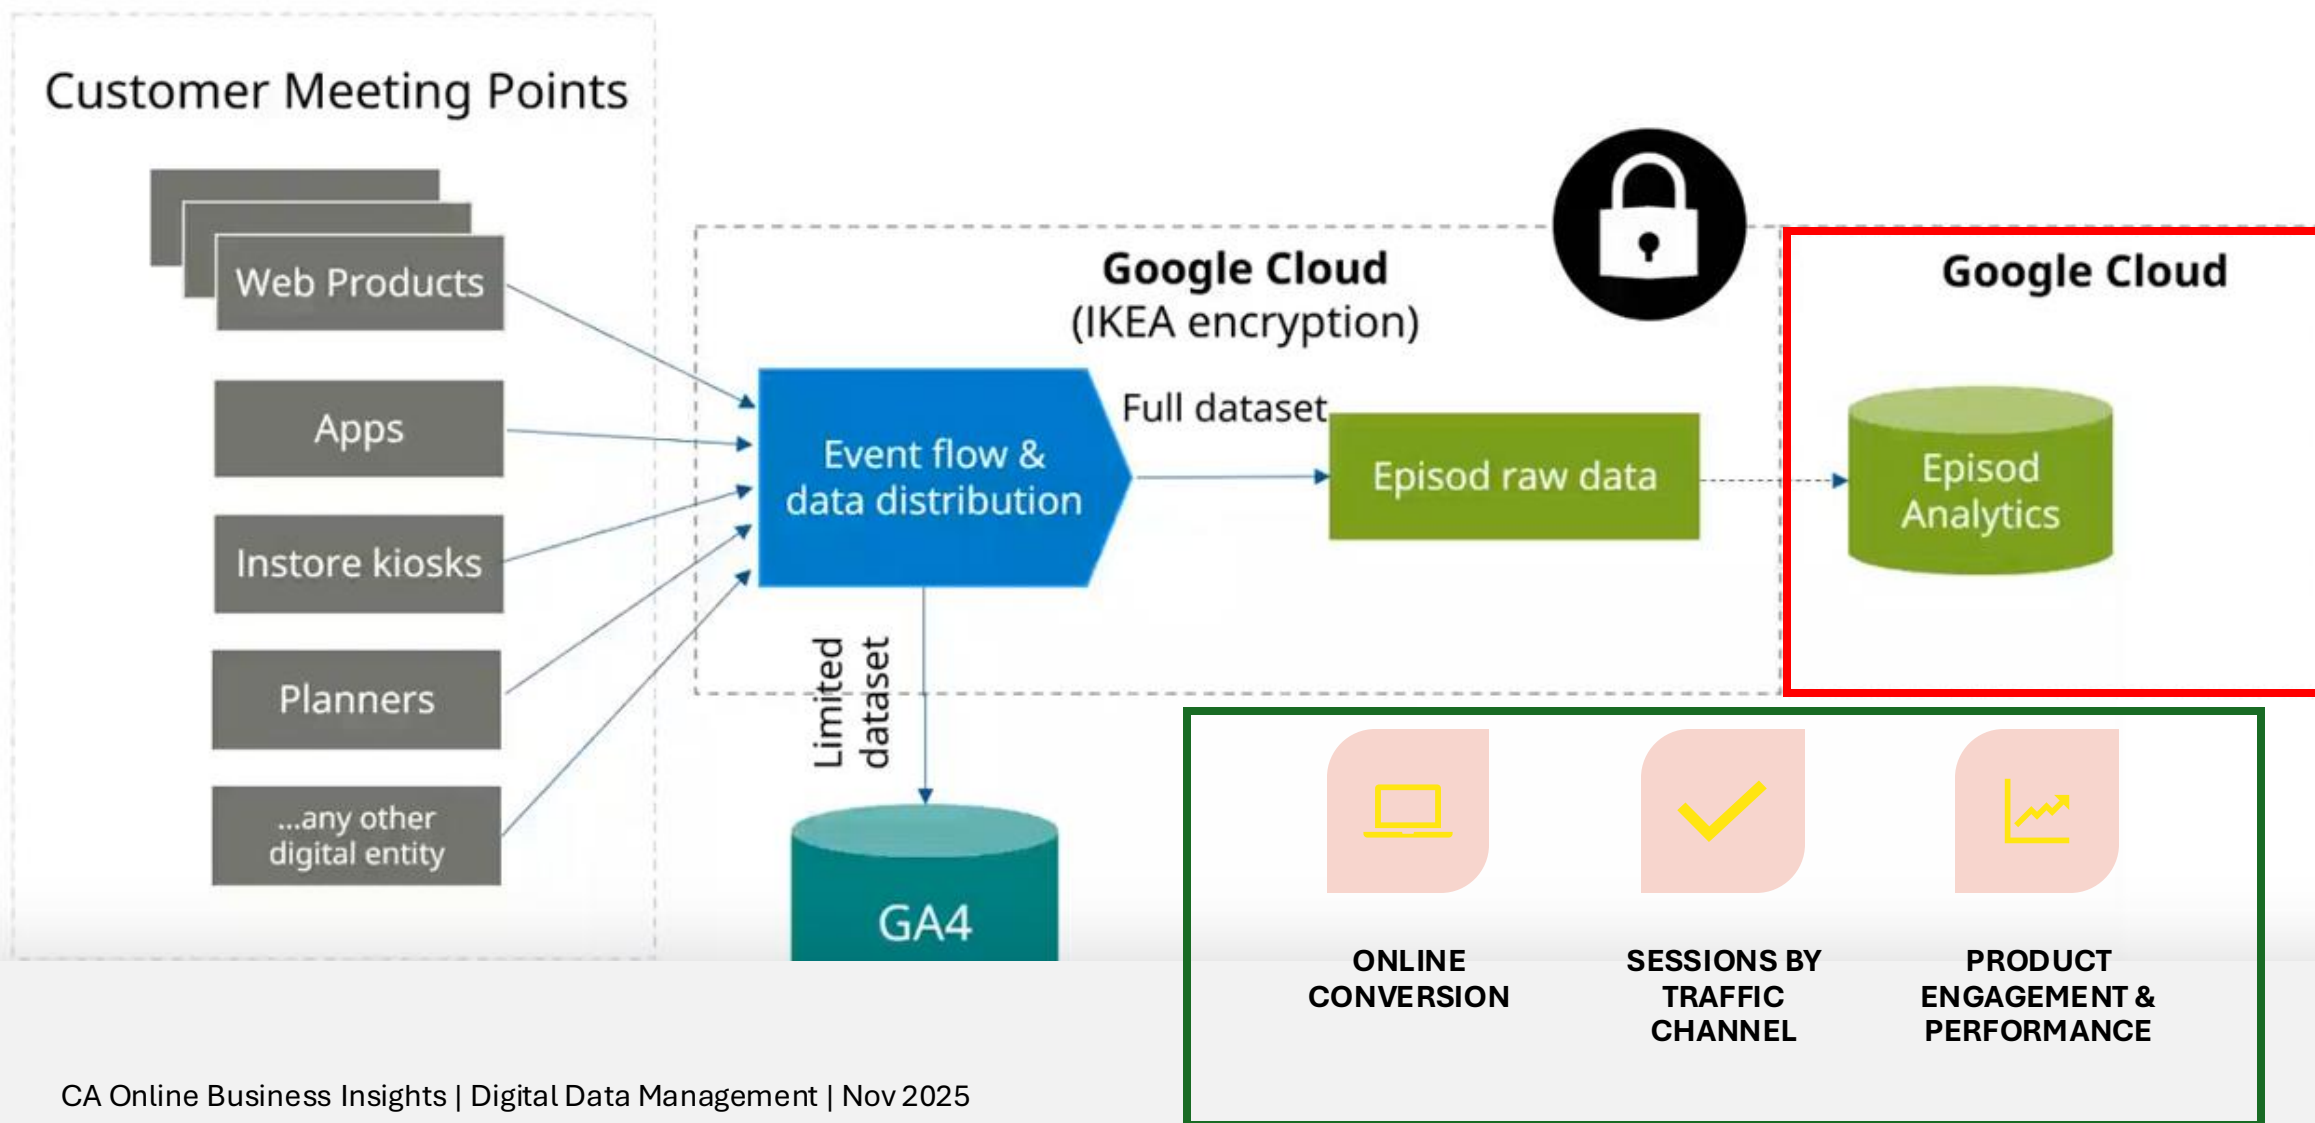 Customer Meeting Points
Web Products
Apps
Instore kiosks
Planners
...any other
digital entity
Google Cloud
(IKEA encryption)
Event flow &
data distribution
Full dataset
Episod raw data
Limited
dataset
GA4
Google Cloud
Episod
Analytics
ONLINE
CONVERSION
SESSIONS BY
TRAFFIC
CHANNEL
PRODUCT
ENGAGEMENT &
PERFORMANCE
CA Online Business Insights | Digital Data Management | Nov 2025